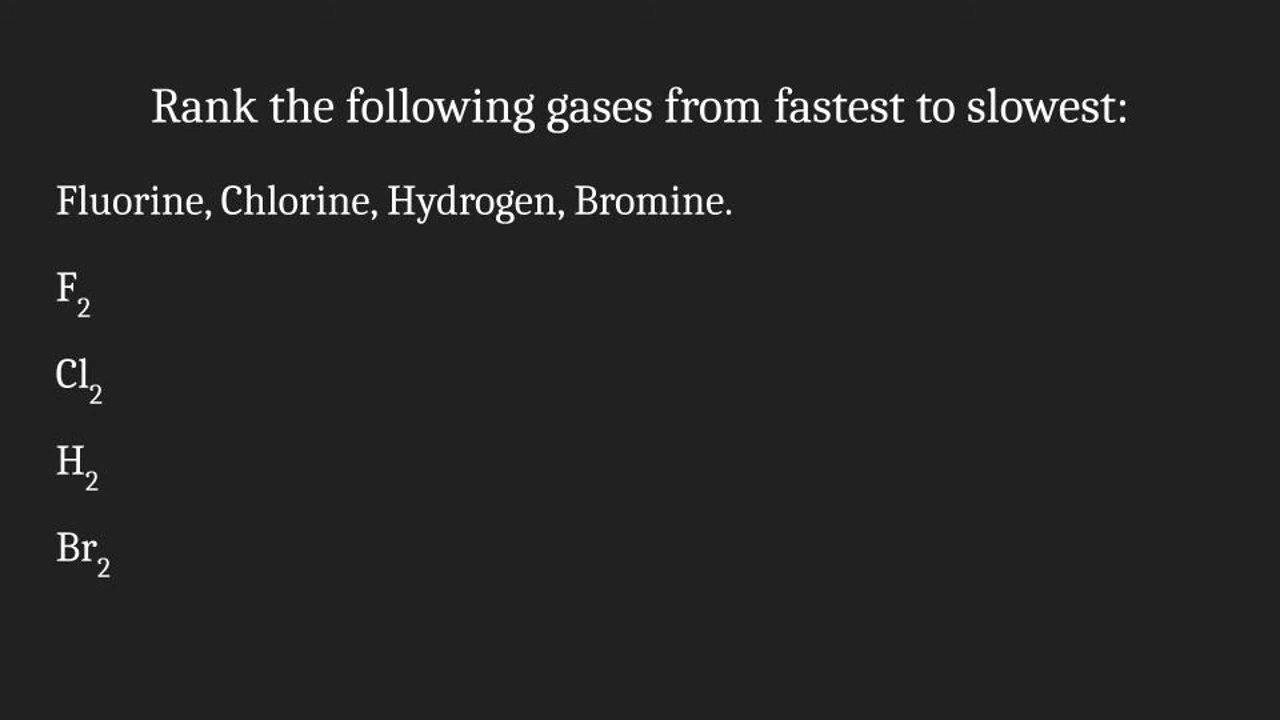 Rank the following gases from fastest to slowest:
Fluorine, Chlorine, Hydrogen, Bromine.
F₂
Cl₂
H₂
Br₂